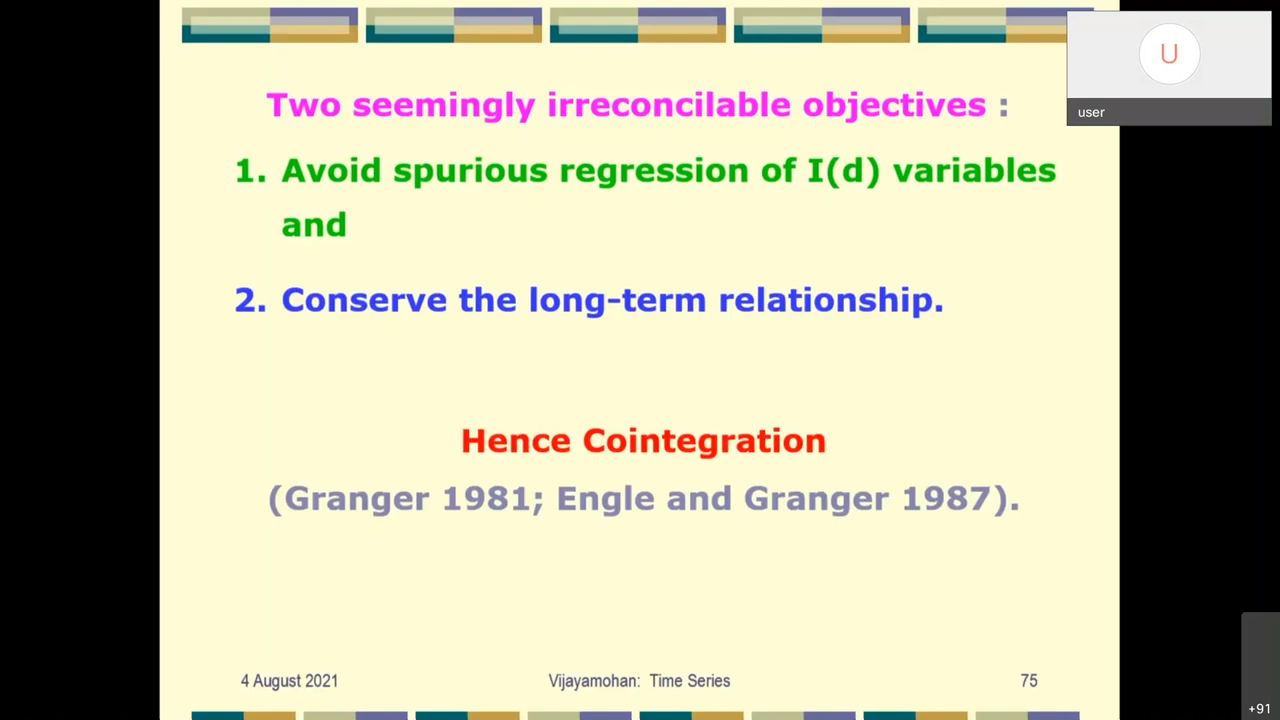 Two seemingly irreconcilable objectives :
1. Avoid spurious regression of I(d) variables
and
2. Conserve the long-term relationship.
Hence Cointegration
(Granger 1981; Engle and Granger 1987).
4 August 2021 Vijayamohan: Time Series 75
U
user
+91